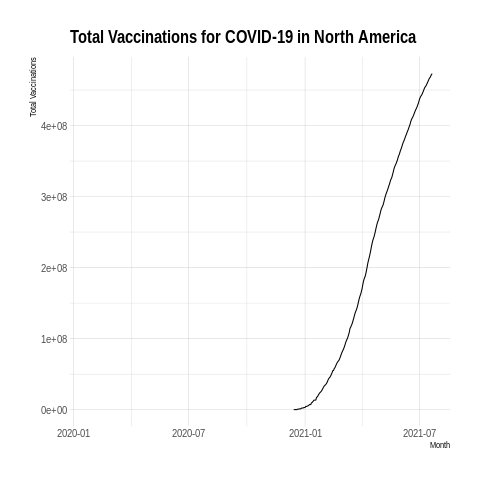 Total Vaccinations for COVID-19 in North America
Total Vaccinations
4e+08
3e+08
2e+08
1e+08
0e+00
2020-01 2020-07 2021-01 2021-07
Month